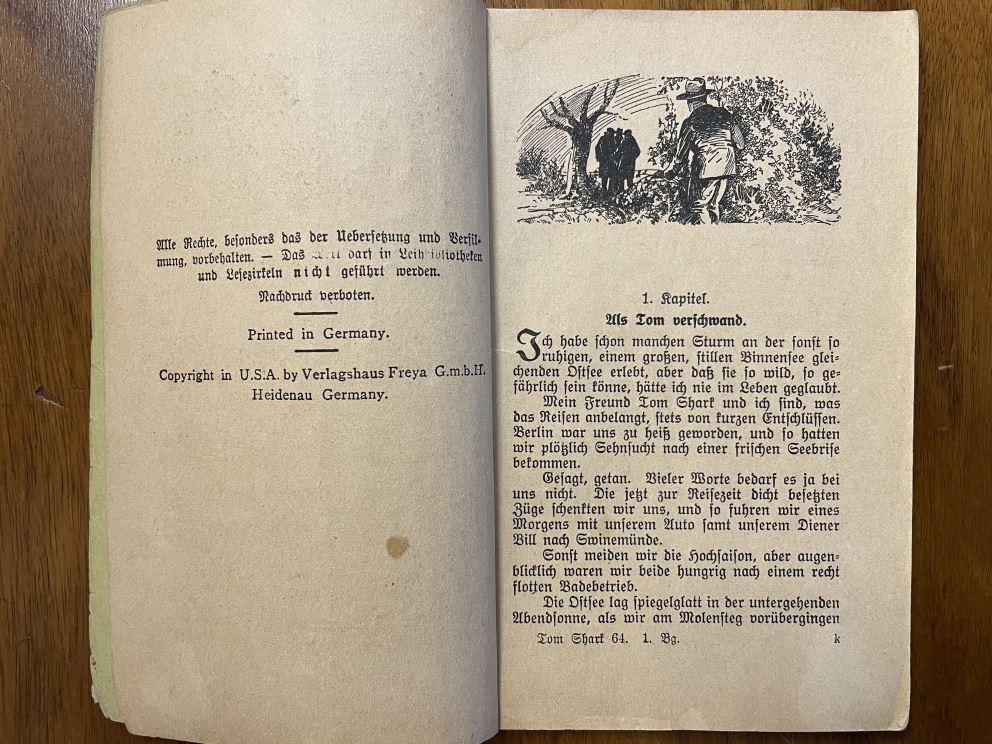 Alle Rechte, besonders das der Uebersetzung und Verfil-
mung, vorbehalten. — Das darf in Leihbibliotheken
und Lesezirkeln nicht geführt werden.
Nachdruck verboten.
Printed in Germany.
Copyright in U.S.A. by Verlagshaus Freya G.m.b.H.
Heidenau Germany.
1. Kapitel.
Als Tom verschwand.
Ich habe schon manchen Sturm an der sonst so
ruhigen, einem großen, stillen Binnensee glei-
chenden Ostsee erlebt, aber daß sie so wild, so ge-
fährlich sein könne, hätte ich nie im Leben geglaubt.
Mein Freund Tom Shark und ich sind, was
das Reisen anbelangt, stets von kurzen Entschlüssen.
Berlin war uns zu heiß geworden, und so hatten
wir plötzlich Sehnsucht nach einer frischen Seebrise
bekommen.
Gesagt, getan. Vieler Worte bedarf es ja bei
uns nicht. Die jetzt zur Reisezeit dicht besetzten
Züge schenkten wir uns, und so fuhren wir eines
Morgens mit unserem Auto samt unserem Diener
Bill nach Swinemünde.
Sonst meiden wir die Hochsaison, aber augen-
blicklich waren wir beide hungrig nach einem recht
flotten Badebetrieb.
Die Ostsee lag spiegelglatt in der untergehenden
Abendsonne, als wir am Molensteg vorübergingen
Tom Shark 64. 1. Bg. k